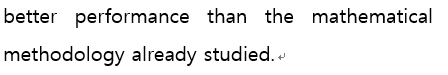 better performance than the mathematical
methodology already studied.↵